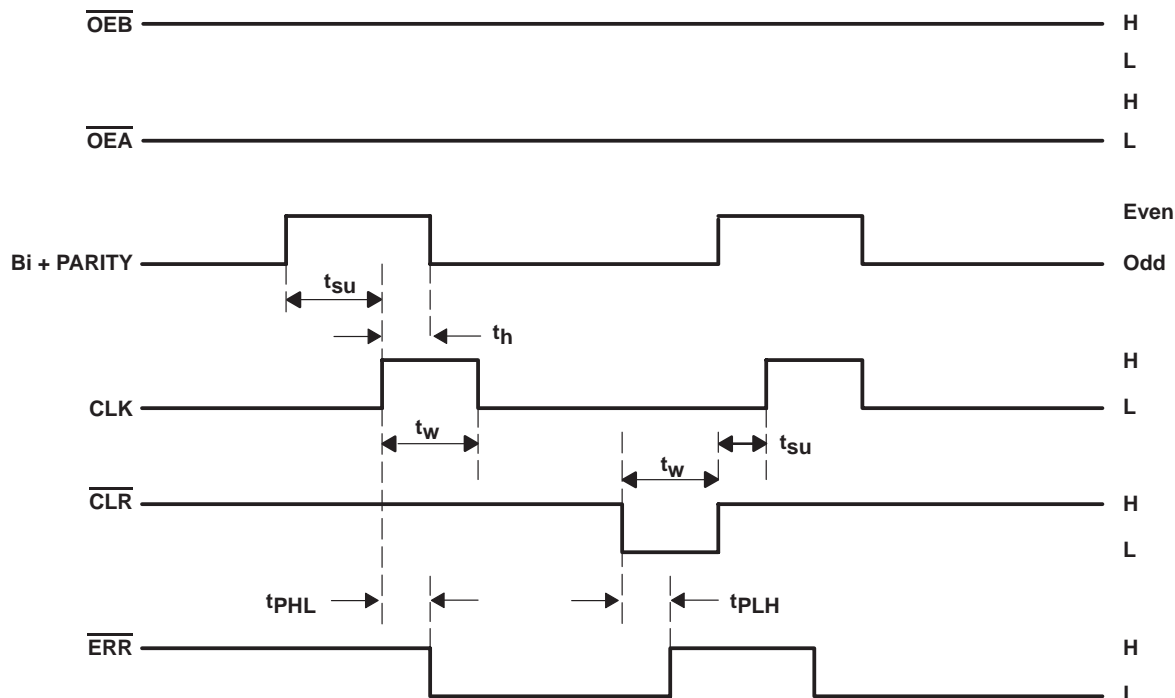 OEB H
L
H
OEA L
Even
Bi + PARITY Odd
tsu
th
H
CLK L
tw
tsu
tw
CLR H
L
tPHL tPLH
ERR H
L